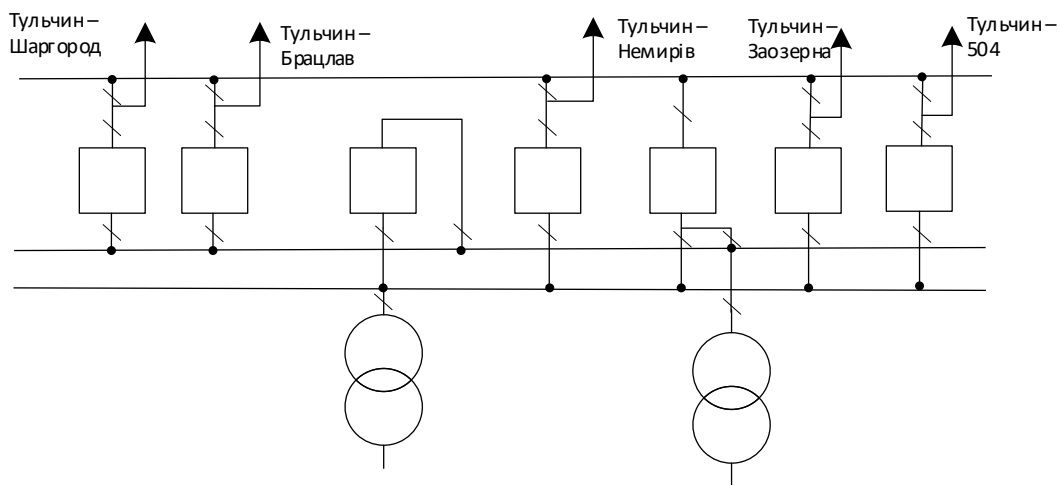 Тульчин –
Шаргород
Тульчин –
Брацлав
Тульчин –
Немирів
Тульчин –
Заозерна
Тульчин –
504